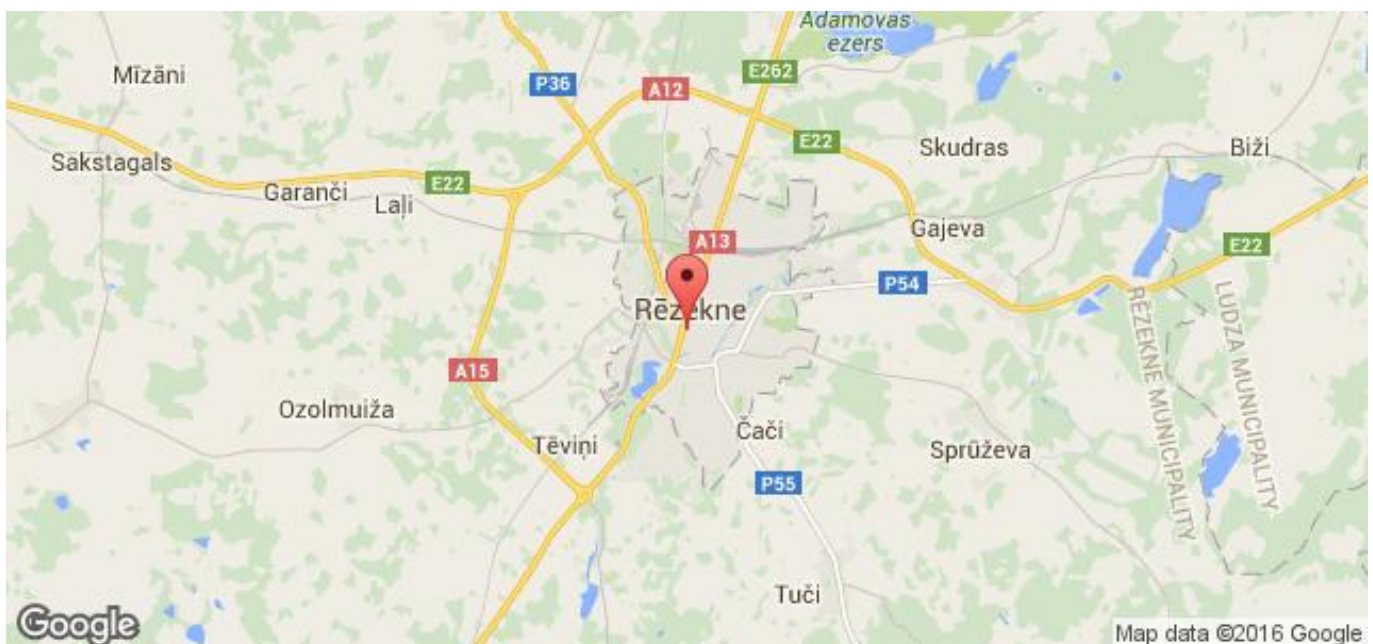 Adamovas
ezers
Mīzāni
P36
A12
E262
E22
Skudras
Biži
Sakstagals
Garanči
E22
Laļi
Gajeva
A13
E22
P54
Rēzekne
RĒZEKNE MUNICIPALITY
LUDZA MUNICIPALITY
A15
Ozolmuiža
Tēviņi
Čači
Sprūževa
P55
Tuči
Google
Map data ©2016 Google